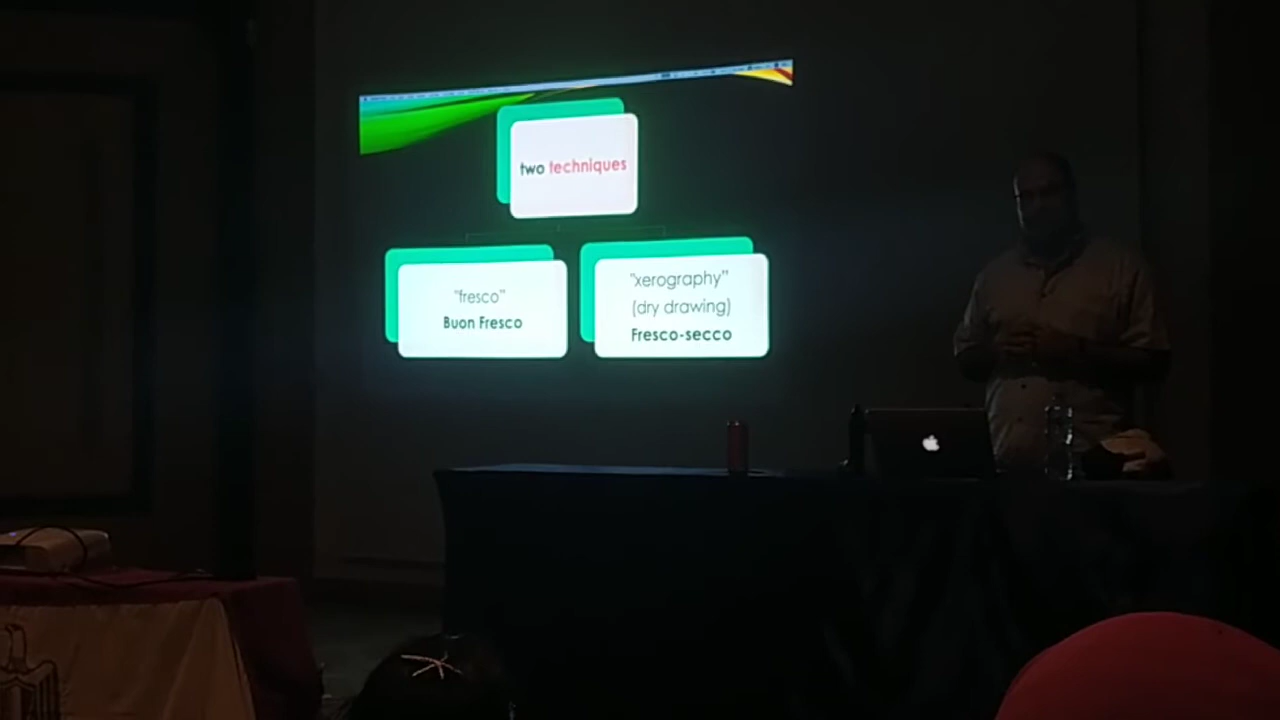 two techniques
"fresco"
Buon Fresco
"xerography"
(dry drawing)
Fresco-secco